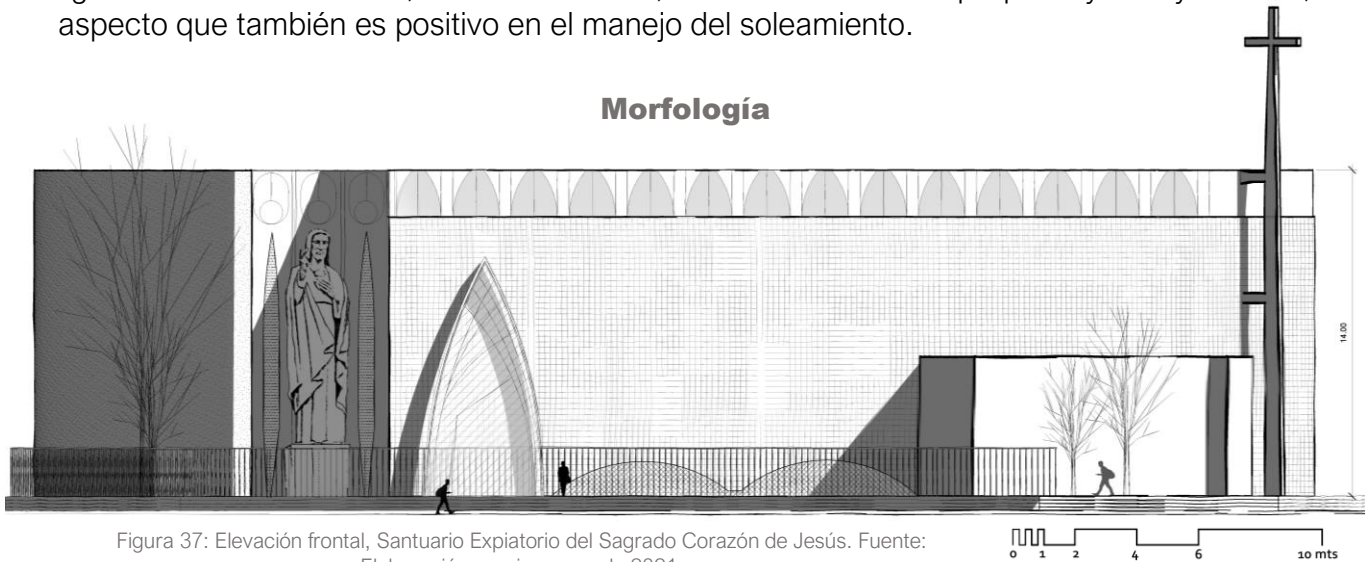 aspecto que también es positivo en el manejo del soleamiento.
Morfología
14.00
Figura 37: Elevación frontal, Santuario Expiatorio del Sagrado Corazón de Jesús. Fuente:
0 1 2 4 6 10 mts